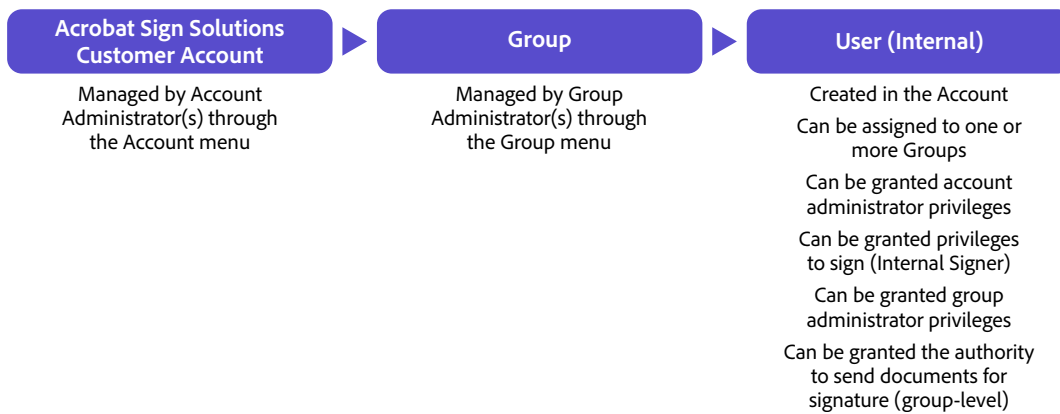 Acrobat Sign Solutions
Customer Account
Managed by Account
Administrator(s) through
the Account menu
Group
Managed by Group
Administrator(s) through
the Group menu
User (Internal)
Created in the Account
Can be assigned to one or
more Groups
Can be granted account
administrator privileges
Can be granted privileges
to sign (Internal Signer)
Can be granted group
administrator privileges
Can be granted the authority
to send documents for
signature (group-level)